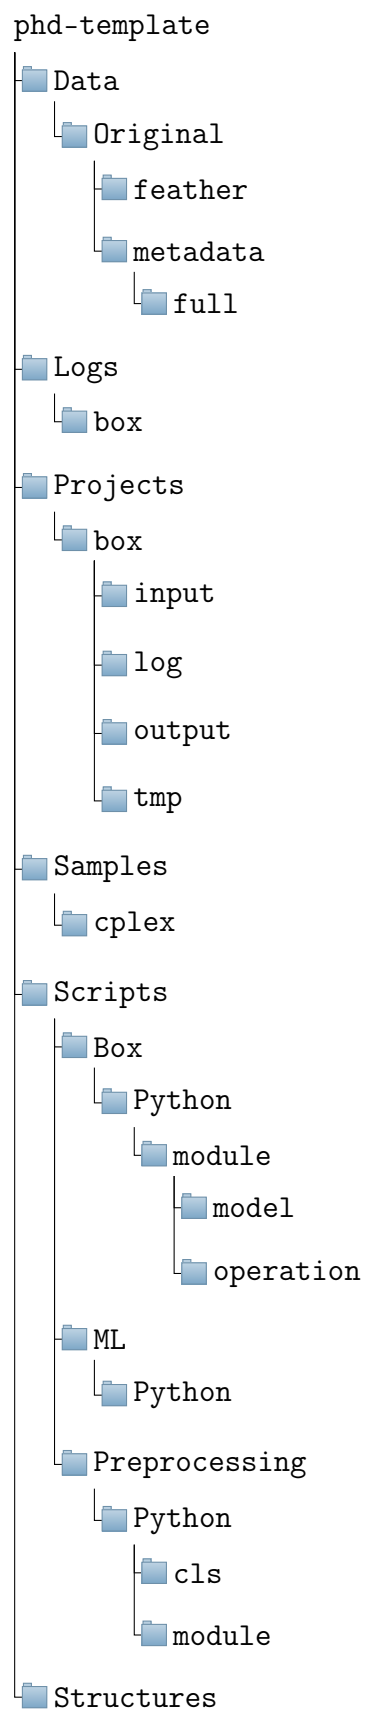 phd-template
Data
Original
feather
metadata
full
Logs
box
Projects
box
input
log
output
tmp
Samples
cplex
Scripts
Box
Python
module
model
operation
ML
Python
Preprocessing
Python
cls
module
Structures